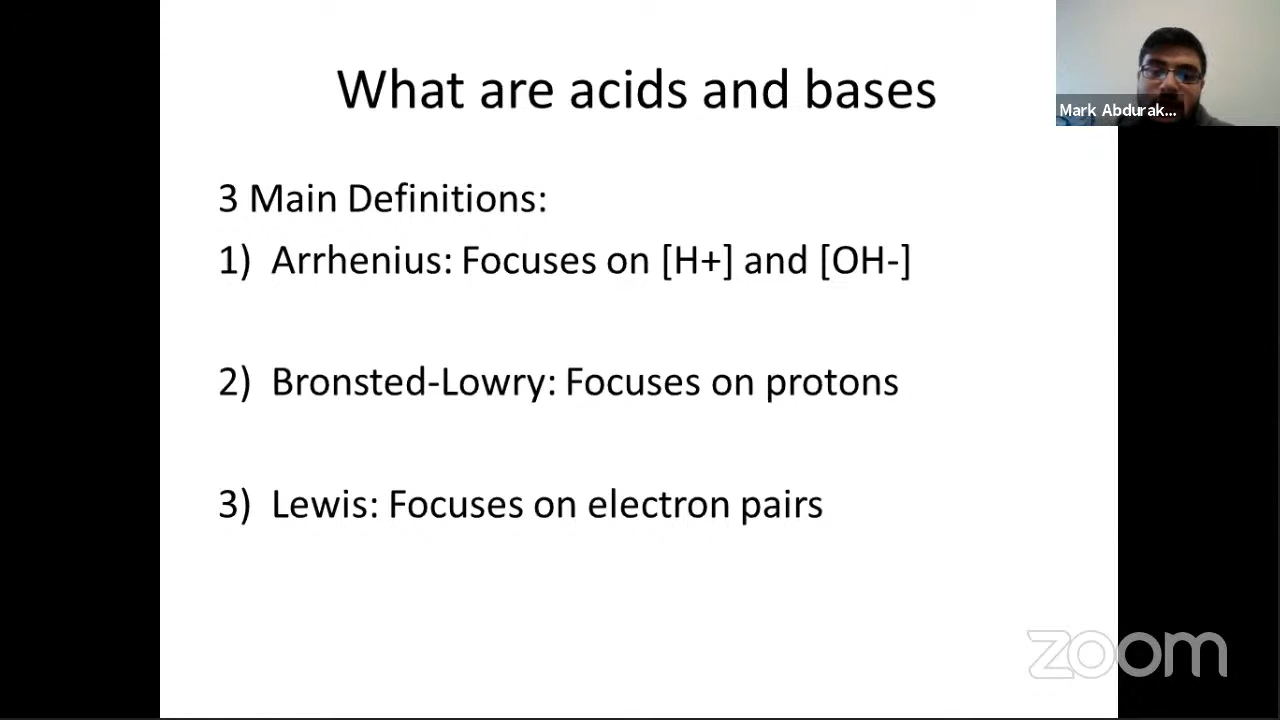 What are acids and bases
Mark Abdurak...
3 Main Definitions:
1) Arrhenius: Focuses on [H+] and [OH-]
2) Bronsted-Lowry: Focuses on protons
3) Lewis: Focuses on electron pairs
zoom